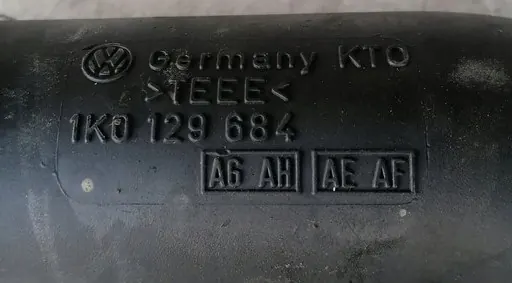 Germany KTO
>TEEE<
1K0 129 684
AG AH AE AF